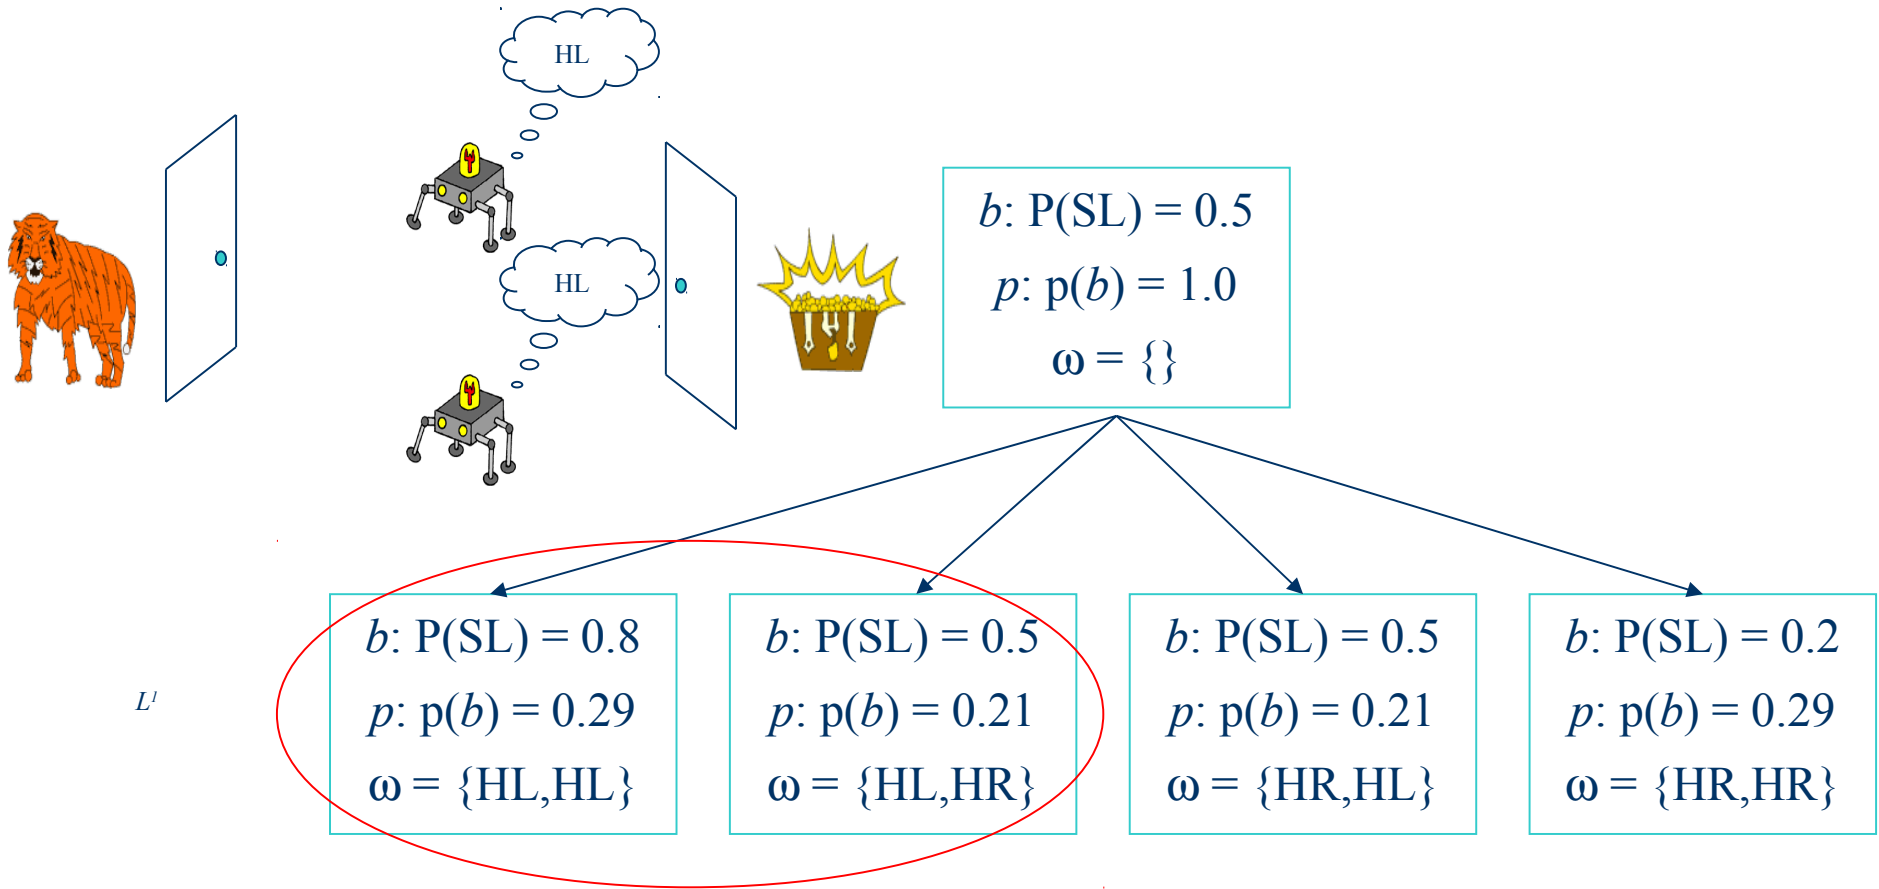 HL
HL
b: P(SL) = 0.5
p: p(b) = 1.0
ω = {}
b: P(SL) = 0.8
p: p(b) = 0.29
ω = {HL,HL}
b: P(SL) = 0.5
p: p(b) = 0.21
ω = {HL,HR}
b: P(SL) = 0.5
p: p(b) = 0.21
ω = {HR,HL}
b: P(SL) = 0.2
p: p(b) = 0.29
ω = {HR,HR}
L¹